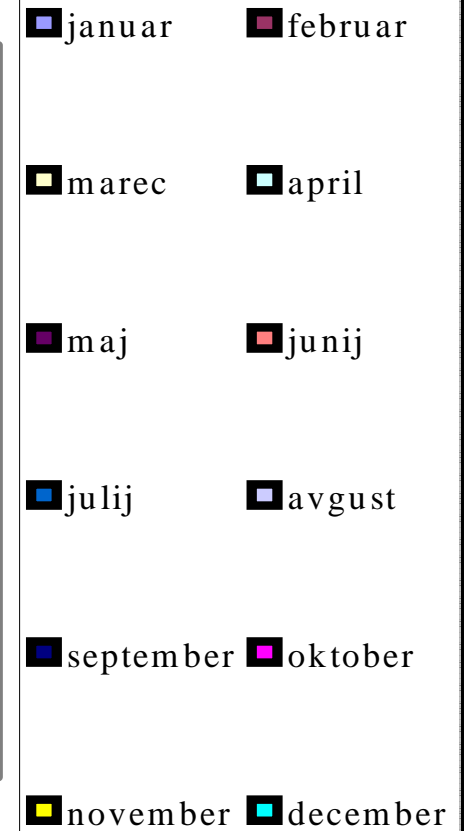 januar februar
marec april
maj junij
julij avgust
september oktober
november december